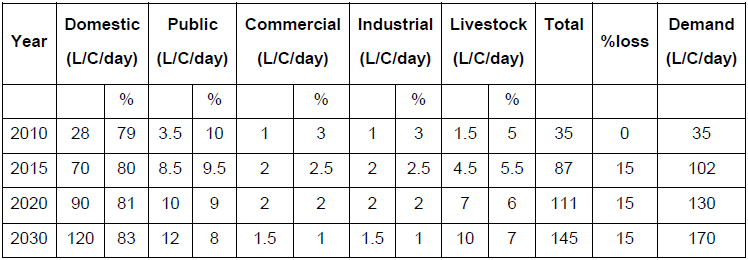 Year Domestic (L/C/day) Public (L/C/day) Commercial (L/C/day) Industrial (L/C/day) Livestock (L/C/day) Total %loss Demand (L/C/day)
% % % % %
2010 28 79 3.5 10 1 3 1 3 1.5 5 35 0 35
2015 70 80 8.5 9.5 2 2.5 2 2.5 4.5 5.5 87 15 102
2020 90 81 10 9 2 2 2 2 7 6 111 15 130
2030 120 83 12 8 1.5 1 1.5 1 10 7 145 15 170